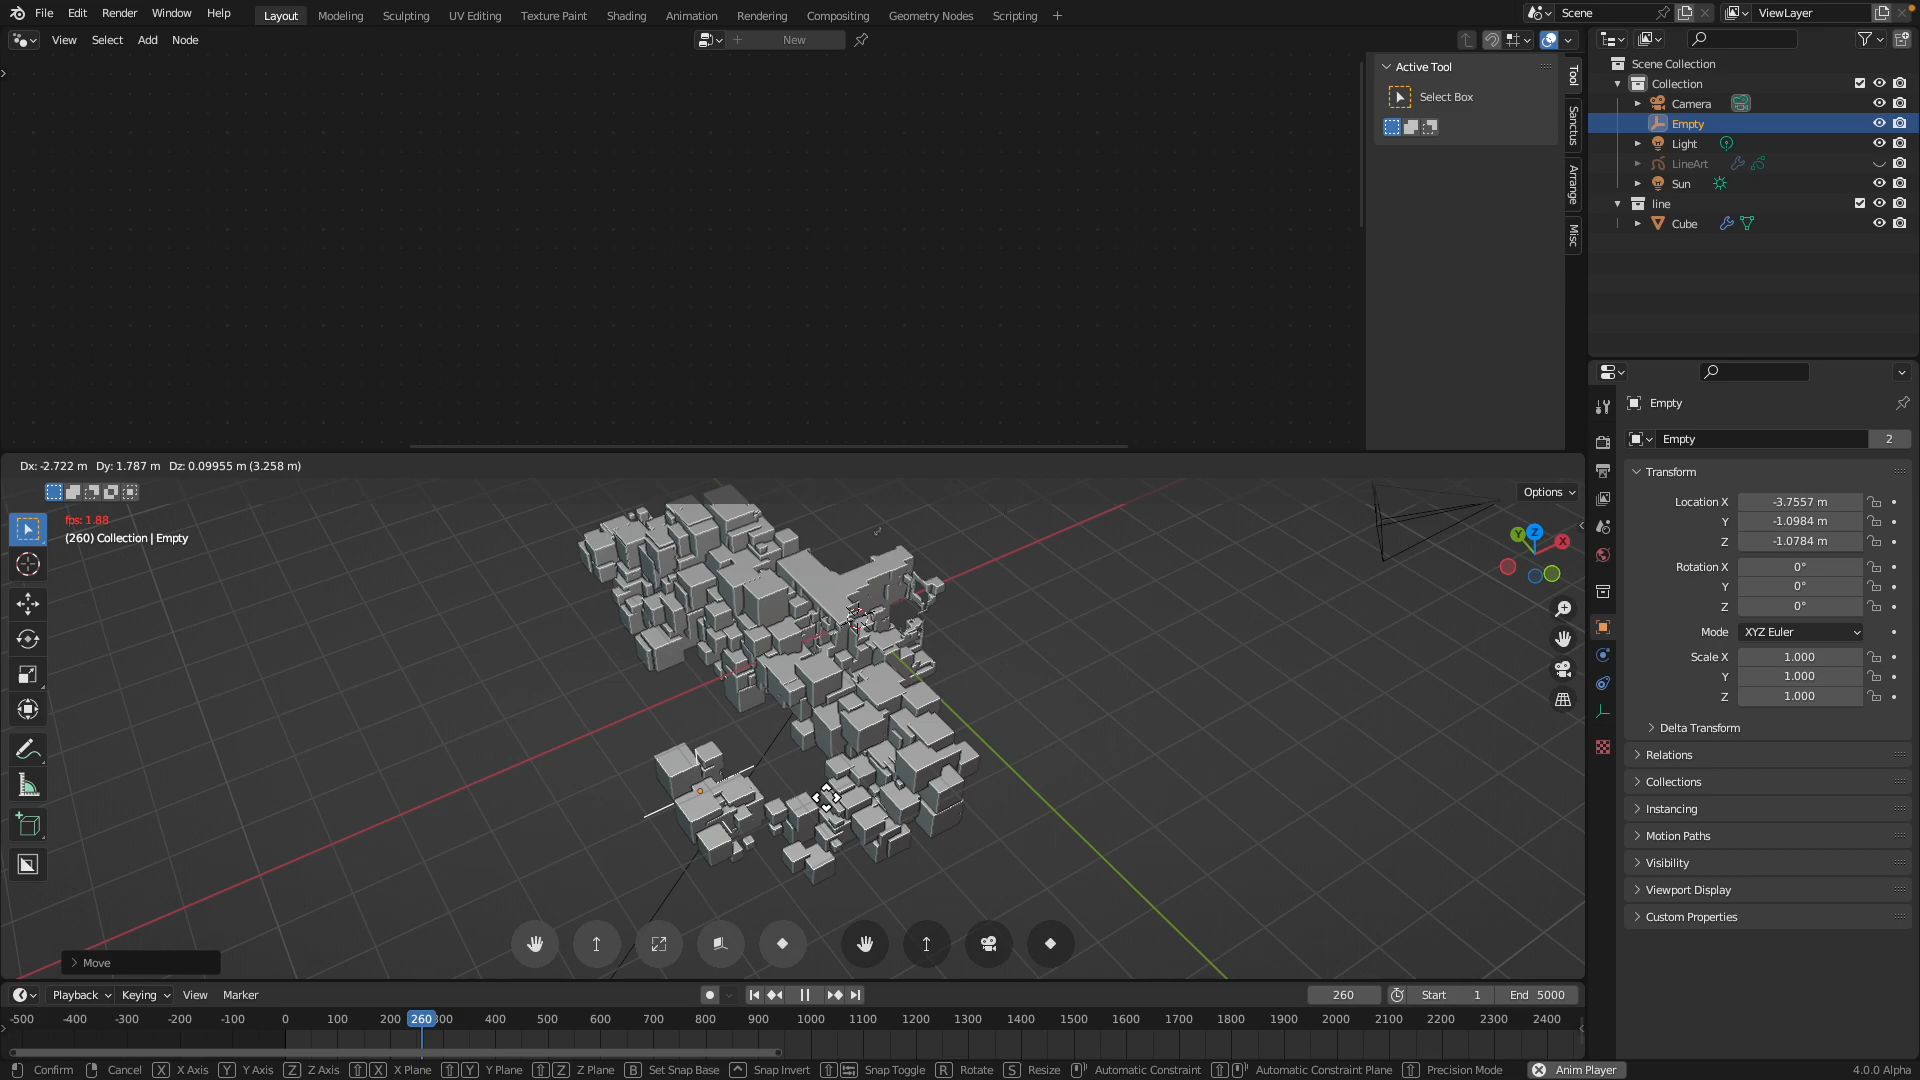 File Edit Render Window Help Layout Modeling Sculpting UV Editing Texture Paint Shading Animation Rendering Compositing Geometry Nodes Scripting + Scene ViewLayer
View Select Add Node New
Active Tool
Select Box
Tool
Sanctus
Arrange
Misc
Scene Collection
Collection
Camera
Empty
Light
LineArt
Sun
line
Cube
Dx: -2.722 m Dy: 1.787 m Dz: 0.09955 m (3.258 m)
Options
fps: 1.88
(260) Collection | Empty
Z
Y
X
Move
Empty
Empty 2
Transform
Location X -3.7557 m
Y -1.0984 m
Z -1.0784 m
Rotation X 0°
Y 0°
Z 0°
Mode XYZ Euler
Scale X 1.000
Y 1.000
Z 1.000
Delta Transform
Relations
Collections
Instancing
Motion Paths
Visibility
Viewport Display
Custom Properties
Playback Keying View Marker 260 Start 1 End 5000
-500 -400 -300 -200 -100 0 100 200 260 300 400 500 600 700 800 900 1000 1100 1200 1300 1400 1500 1600 1700 1800 1900 2000 2100 2200 2300 2400
Confirm Cancel X X Axis Y Y Axis Z Z Axis X X Plane Y Y Plane Z Z Plane B Set Snap Base Snap Invert Snap Toggle R Rotate S Resize Automatic Constraint Automatic Constraint Plane Precision Mode Anim Player 4.0.0 Alpha